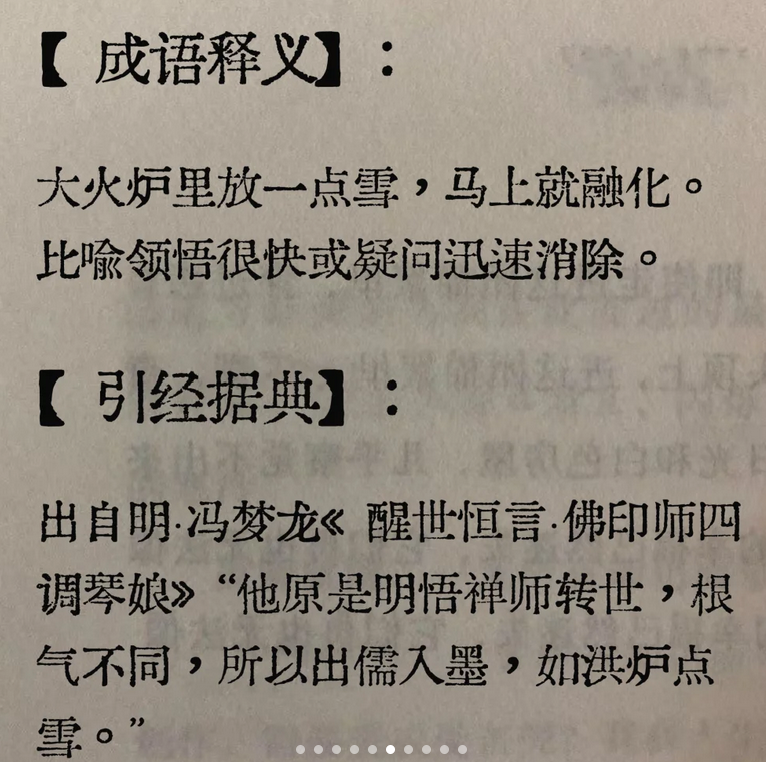 【 成语释义】：
大火炉里放一点雪，马上就融化。
比喻领悟很快或疑问迅速消除。
【 引经据典】：
出自明·冯梦龙《 醒世恒言·佛印师四
调琴娘》“他原是明悟禅师转世，根
气不同，所以出儒入墨，如洪炉点
雪。”